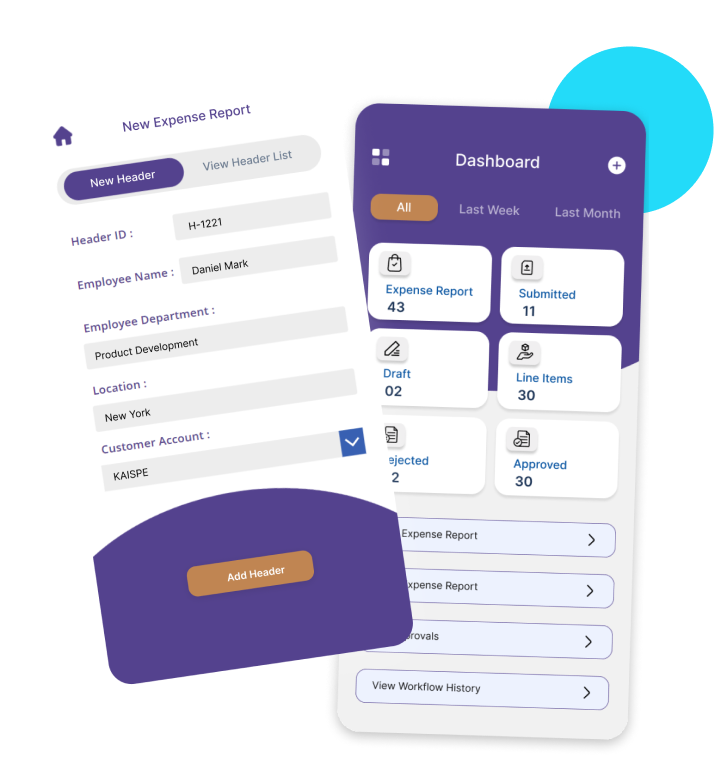 New Expense Report
New Header
View Header List
Header ID :
H-1221
Employee Name :
Daniel Mark
Employee Department :
Product Development
Location :
New York
Customer Account :
KAISPE
Add Header
Dashboard
All
Last Week
Last Month
Expense Report
43
Submitted
11
Draft
02
Line Items
30
ejected
2
Approved
30
Expense Report
xpense Report
rovals
View Workflow History